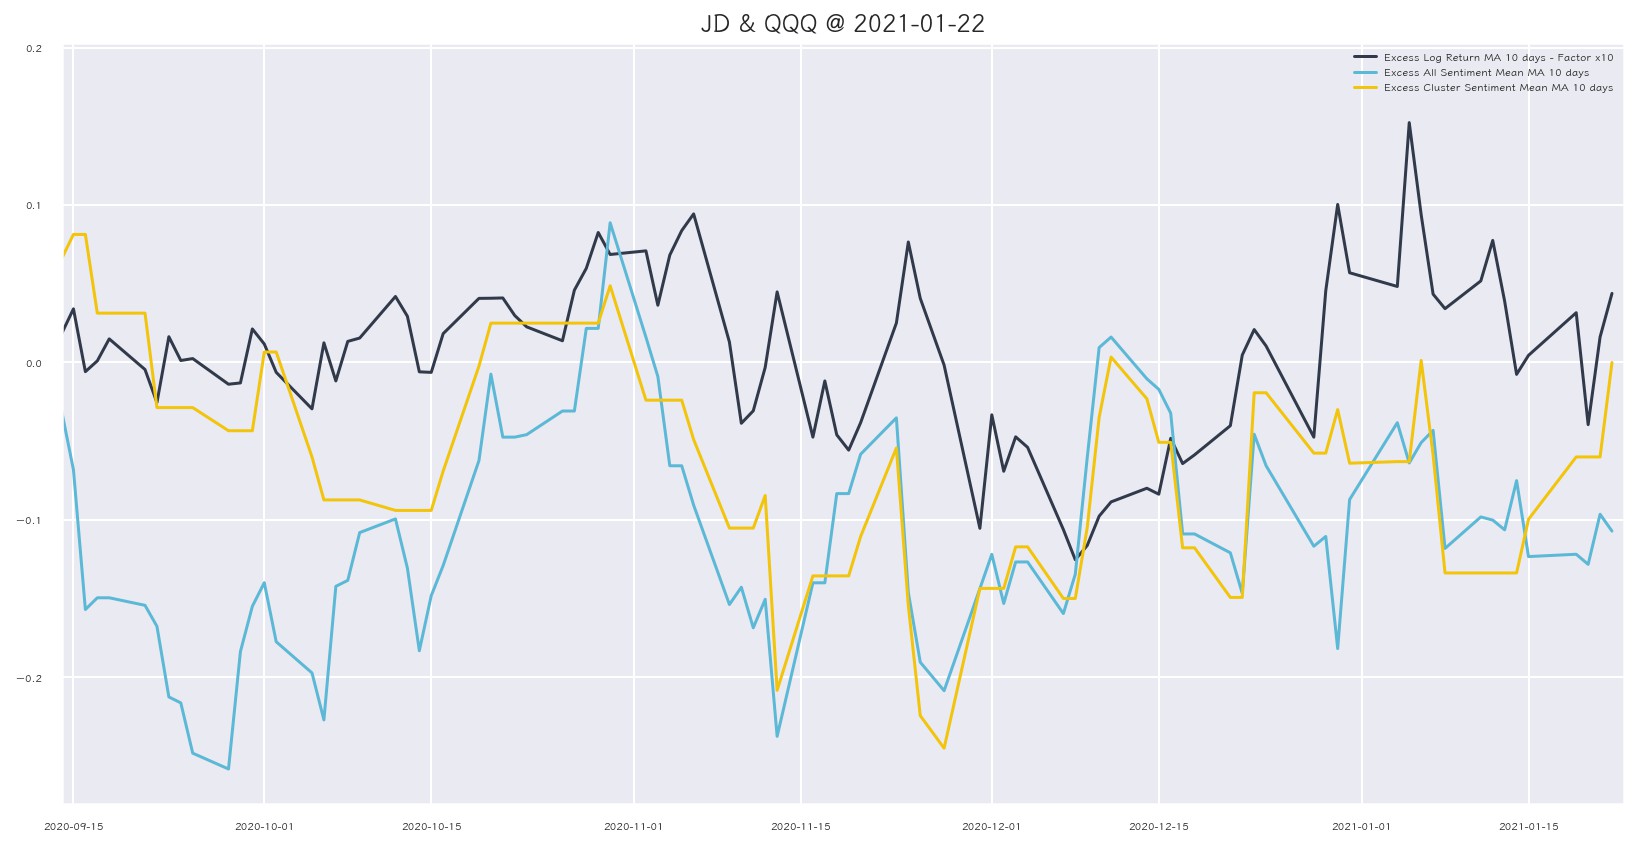 JD & QQQ @ 2021-01-22
Excess Log Return MA 10 days - Factor x10
Excess All Sentiment Mean MA 10 days
Excess Cluster Sentiment Mean MA 10 days
0.2
0.1
0.0
−0.1
−0.2
2020-09-15 2020-10-01 2020-10-15 2020-11-01 2020-11-15 2020-12-01 2020-12-15 2021-01-01 2021-01-15